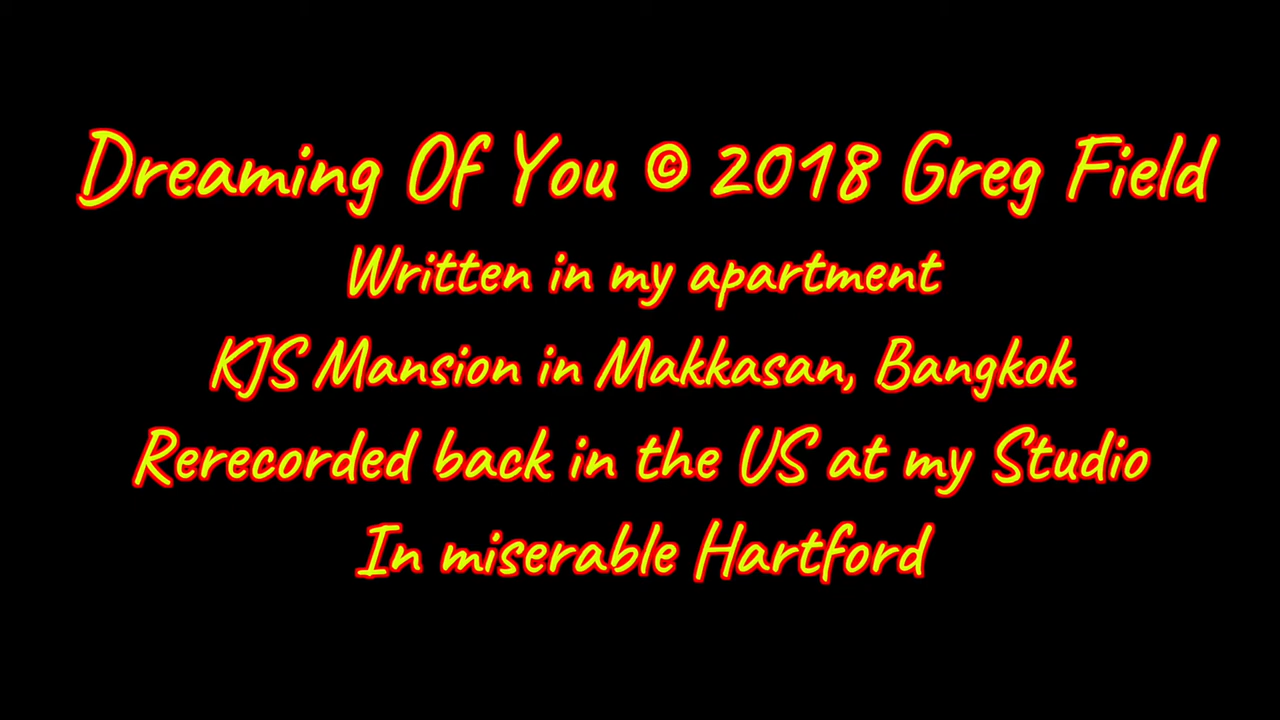 Dreaming Of You © 2018 Greg Field
Written in my apartment
KJS Mansion in Makkasan, Bangkok
Rerecorded back in the US at my Studio
In miserable Hartford